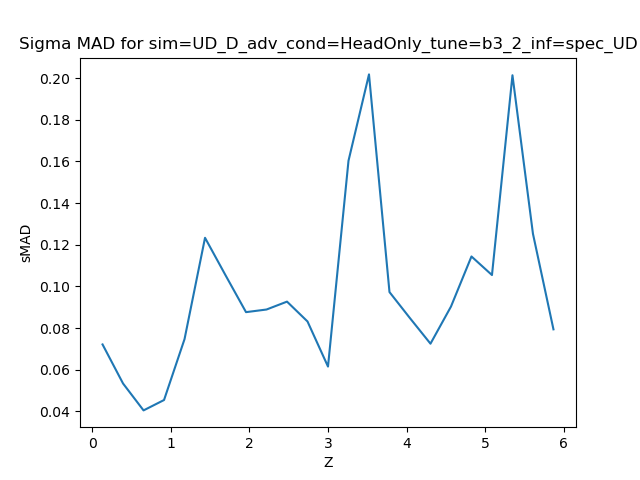 Sigma MAD for sim=UD_D_adv_cond=HeadOnly_tune=b3_2_inf=spec_UD
0.20
0.18
0.16
0.14
0.12
0.10
0.08
0.06
0.04
sMAD
0 1 2 3 4 5 6
Z